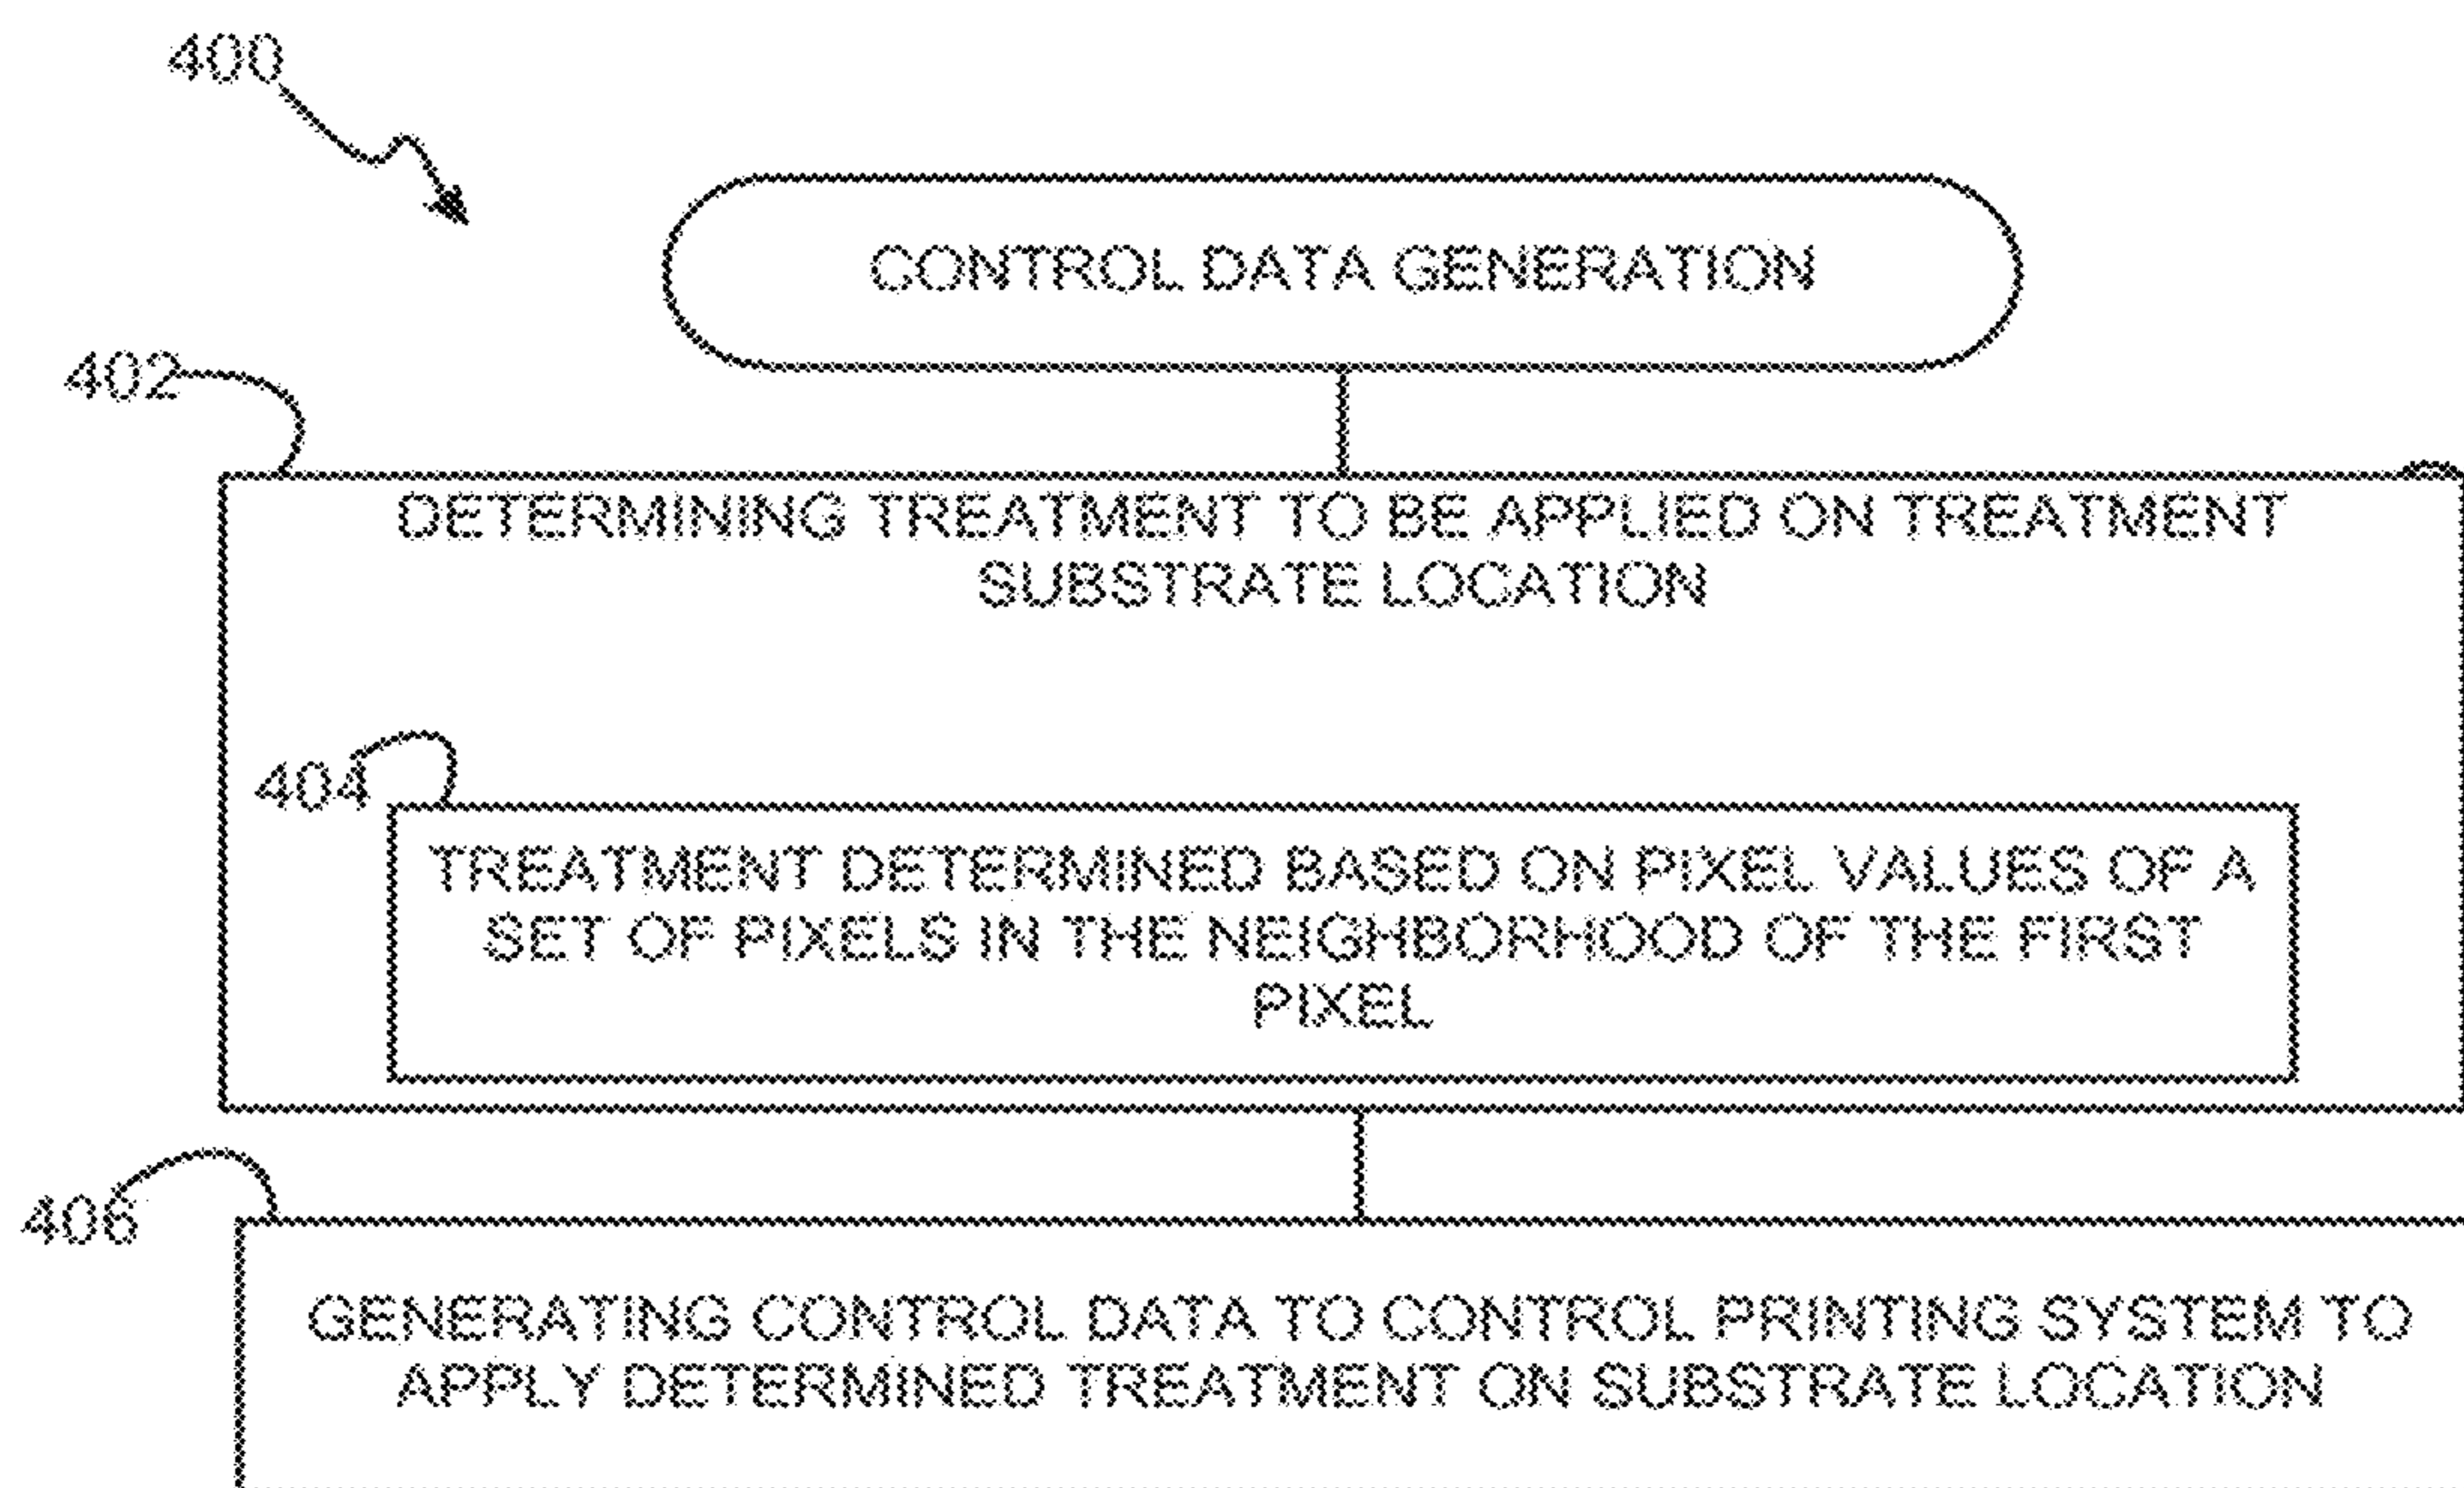 400
CONTROL DATA GENERATION
402
DETERMINING TREATMENT TO BE APPLIED ON TREATMENT
SUBSTRATE LOCATION
404
TREATMENT DETERMINED BASED ON PIXEL VALUES OF A
SET OF PIXELS IN THE NEIGHBORHOOD OF THE FIRST
PIXEL
406
GENERATING CONTROL DATA TO CONTROL PRINTING SYSTEM TO
APPLY DETERMINED TREATMENT ON SUBSTRATE LOCATION